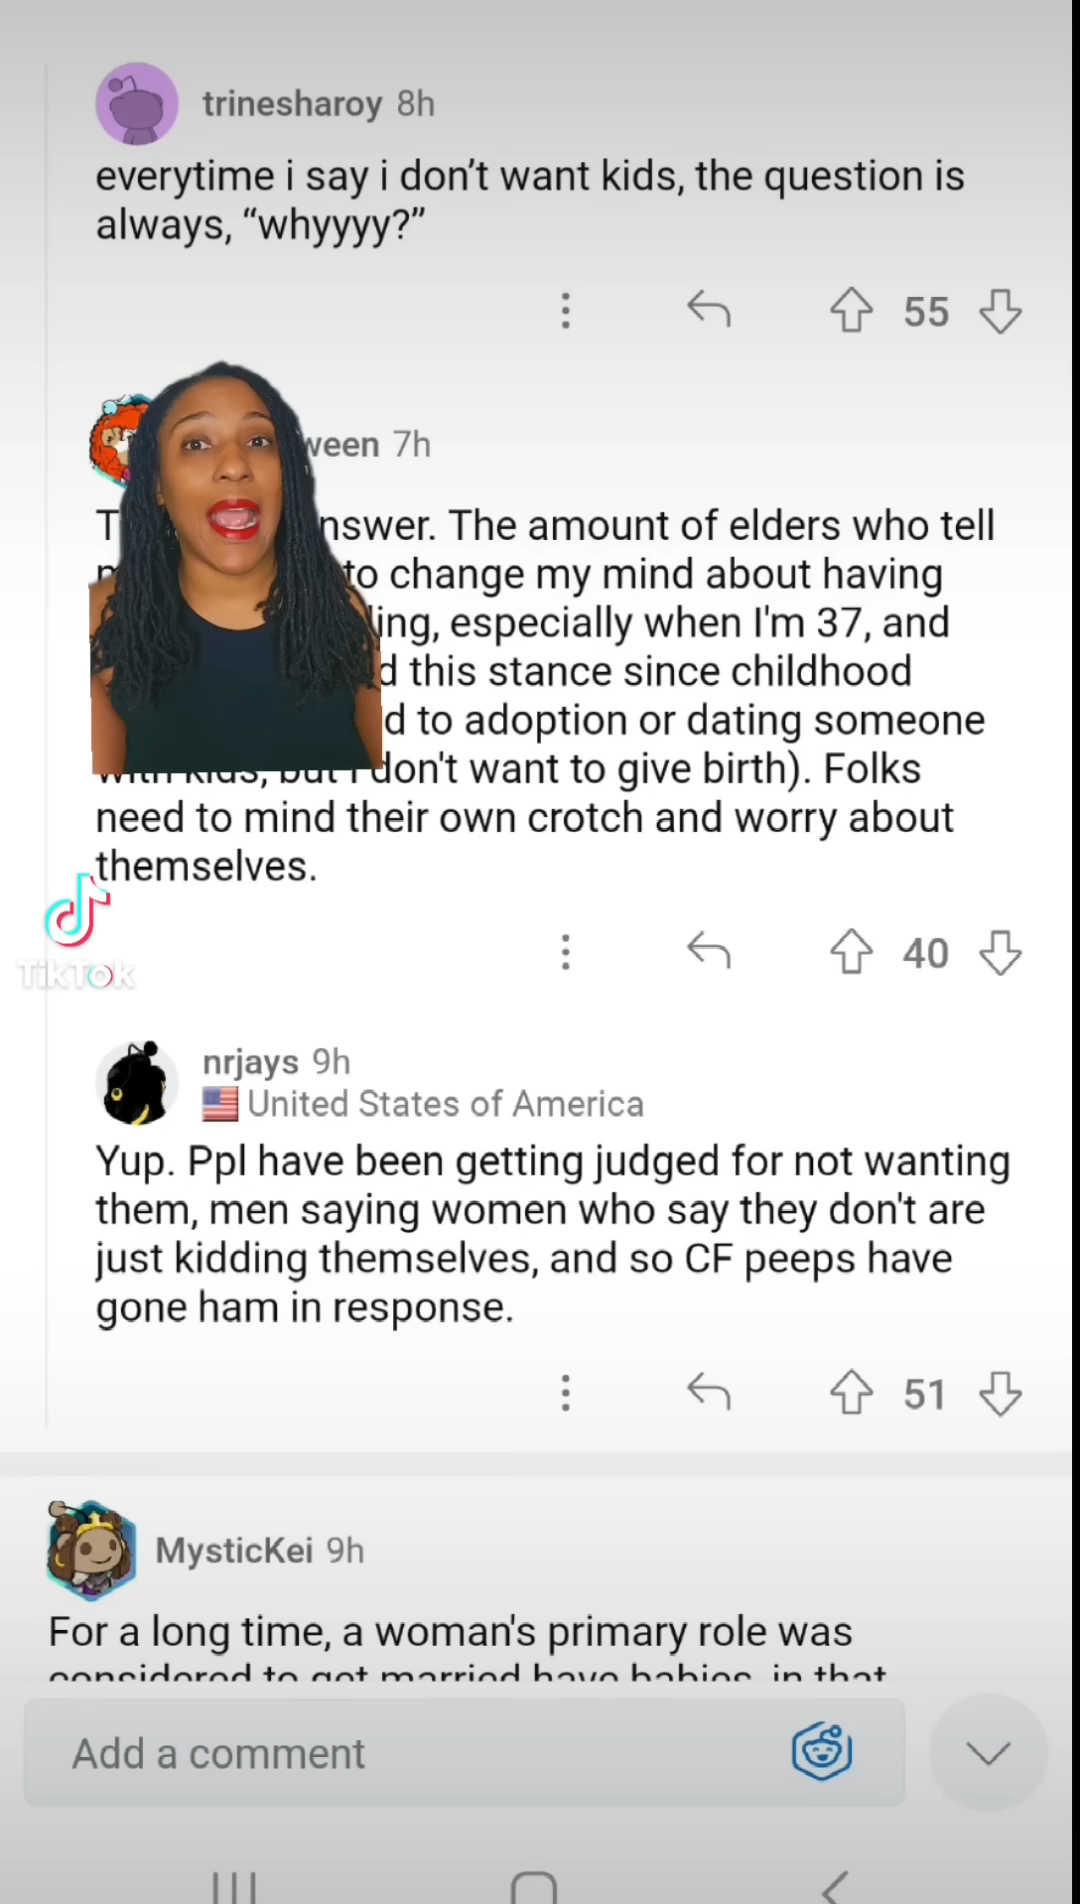 trinesharoy 8h
everytime i say i don't want kids, the question is
always, “whyyyy?”
55
ween 7h
nswer. The amount of elders who tell
to change my mind about having
ing, especially when I'm 37, and
d this stance since childhood
d to adoption or dating someone
with kids, but I don't want to give birth). Folks
need to mind their own crotch and worry about
themselves.
TikTok
40
nrjays 9h
United States of America
Yup. Ppl have been getting judged for not wanting
them, men saying women who say they don't are
just kidding themselves, and so CF peeps have
gone ham in response.
51
MysticKei 9h
For a long time, a woman's primary role was
considered to get married have babies, in that
Add a comment